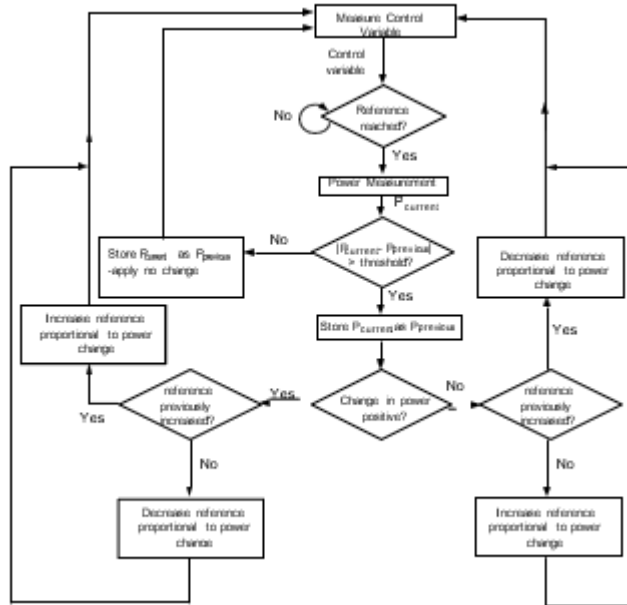 Measure Control
Variable
Control
variable
No
Reference
reached?
Yes
Power Measurement
P current
|Pcurrent- Pprevious|
> threshold?
No
Store Pcurrent as Pprevious
-apply no change
Yes
Store Pcurrent as Pprevious
Decrease reference
proportional to power
change
Increase reference
proportional to power
change
Yes
Change in power
positive?
Yes
reference
previously
increased?
Yes
No
reference
previously
increased?
No
No
Decrease reference
proportional to power
change
Increase reference
proportional to power
change